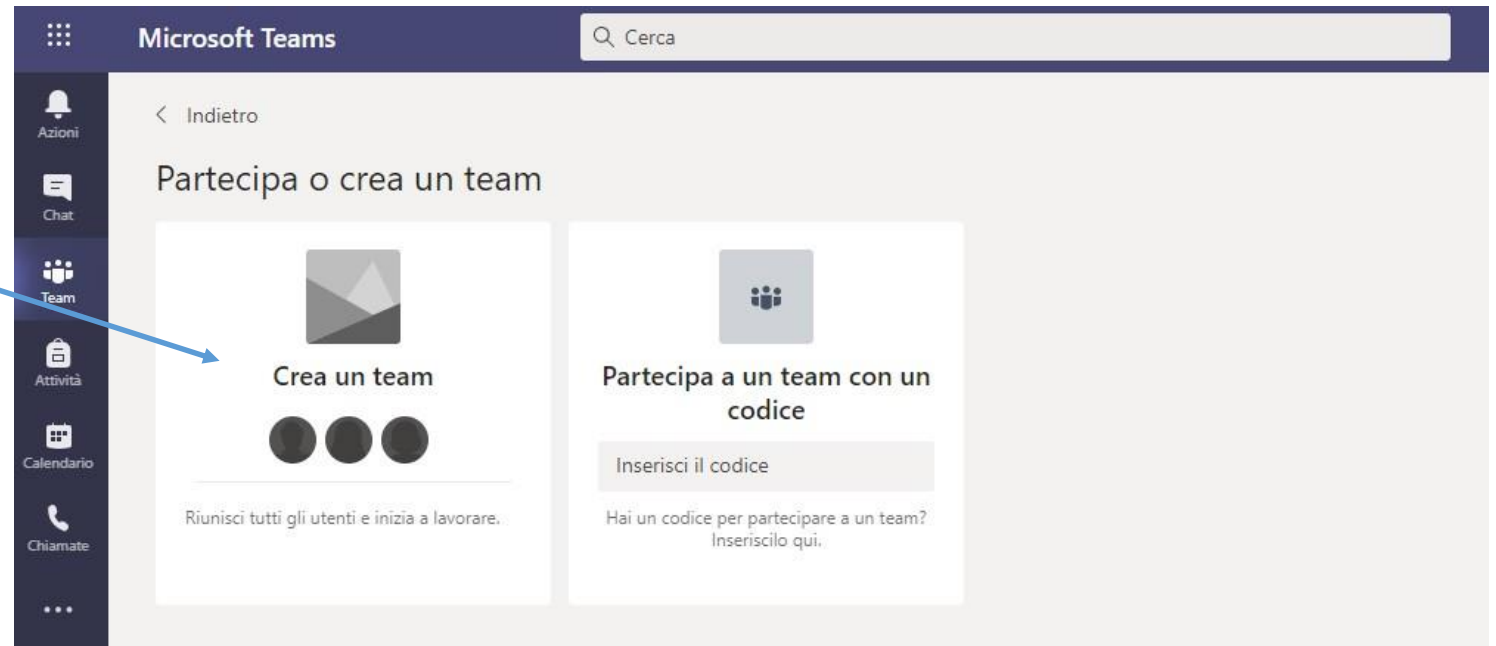 Microsoft Teams
Cerca
Azioni
Chat
Team
Attività
Calendario
Chiamate
Indietro
Partecipa o crea un team
Crea un team
Riunisci tutti gli utenti e inizia a lavorare.
Partecipa a un team con un
codice
Inserisci il codice
Hai un codice per partecipare a un team?
Inseriscilo qui.